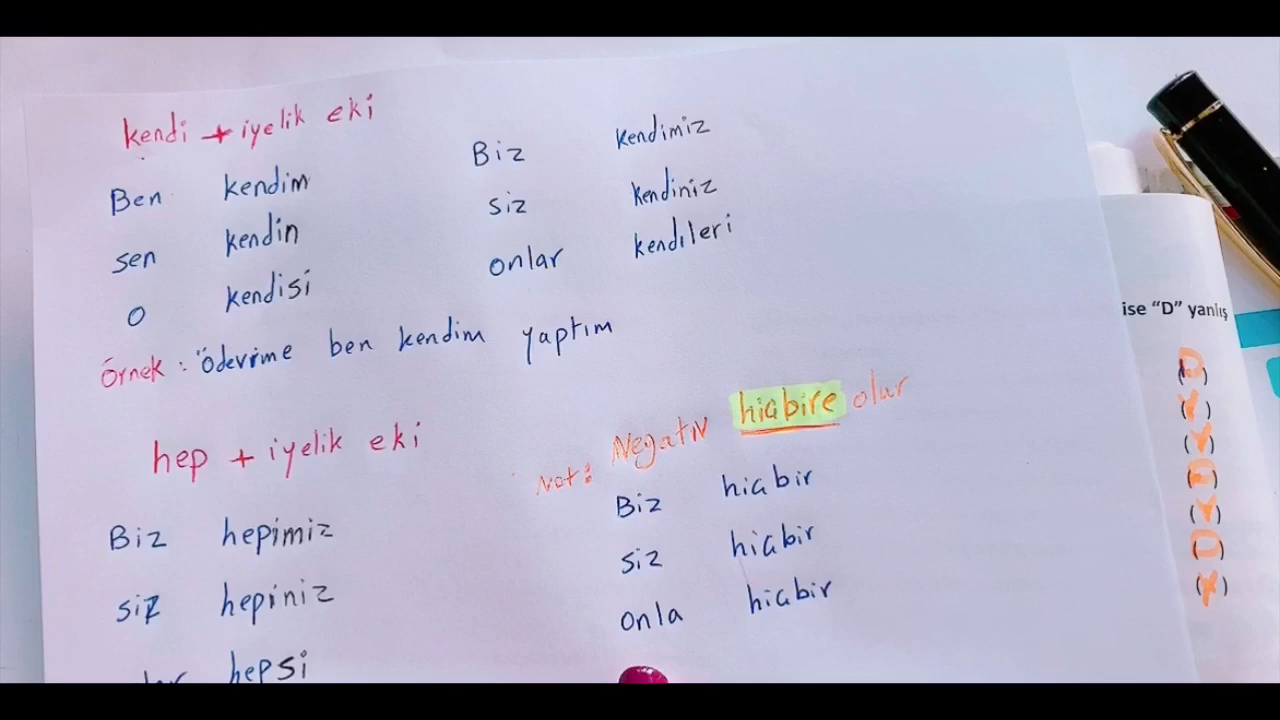 kendi + iyelik eki
Ben kendim
sen kendin
o kendisi
Biz kendimiz
siz kendiniz
onlar kendileri
Örnek : "ödevime ben kendim yaptım
hep + iyelik eki
Biz hepimiz
siz hepiniz
hepsi
Not: Negativ hiçbire olur
Biz hiçbir
siz hiçbir
onla hiçbir
ise "D" yanlış
(D)
(Y)
(Y)
(D)
(Y)
(D)
(Y)